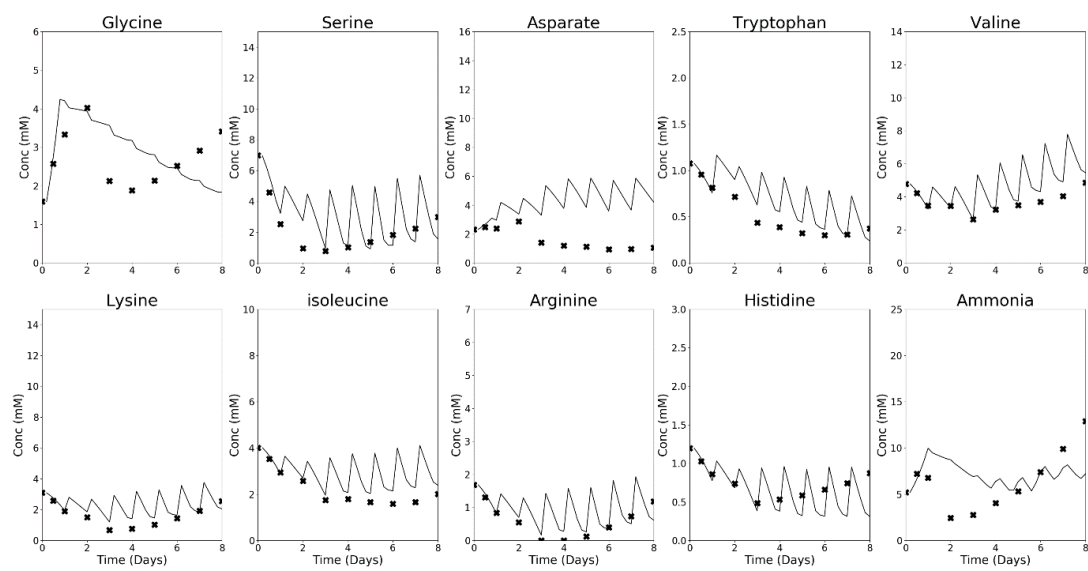 Glycine
Serine
Asparate
Tryptophan
Valine
Conc (mM)
6
5
4
3
2
1
0
0 2 4 6 8
Conc (mM)
14
12
10
8
6
4
2
0
0 2 4 6 8
Conc (mM)
16
14
12
10
8
6
4
2
0
0 2 4 6 8
Conc (mM)
2.5
2.0
1.5
1.0
0.5
0.0
0 2 4 6 8
Conc (mM)
14
12
10
8
6
4
2
0
0 2 4 6 8
Lysine
isoleucine
Arginine
Histidine
Ammonia
Conc (mM)
14
12
10
8
6
4
2
0
0 2 4 6 8
Time (Days)
Conc (mM)
10
8
6
4
2
0
0 2 4 6 8
Time (Days)
Conc (mM)
7
6
5
4
3
2
1
0
0 2 4 6 8
Time (Days)
Conc (mM)
3.0
2.5
2.0
1.5
1.0
0.5
0.0
0 2 4 6 8
Time (Days)
Conc (mM)
25
20
15
10
5
0
0 2 4 6 8
Time (Days)